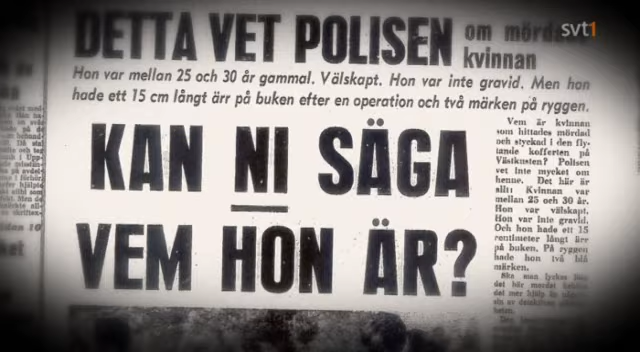 svt1
DETTA VET POLISEN
om mörda
kvinnan
Hon var mellan 25 och 30 år gammal. Välskapt. Hon var inte gravid. Men hon
hade ett 15 cm långt ärr på buken efter en operation och två märken på ryggen.
KAN NI SÄGA
VEM HON ÄR?
Vem är kvinnan
som hittades mördad
och styckad i den fly-
tande kofferten på
Västkusten? Polisen
vet inte mycket om
henne. Det här är
allt: Kvinnan var
mellan 25 och 30 år.
Hon var välskapt.
Hon var inte gravid.
Och hon hade ett 15
centimeter långt ärr
på buken. På ryggen
hade hon två blå
märken.